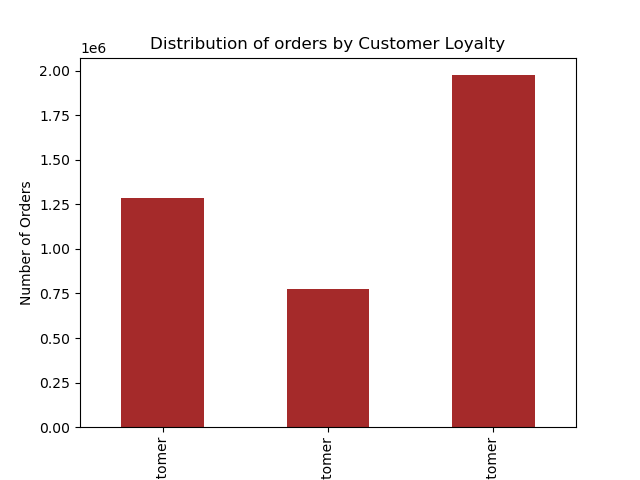 Distribution of orders by Customer Loyalty
1e6
2.00
1.75
1.50
1.25
1.00
0.75
0.50
0.25
0.00
Number of Orders
tomer
tomer
tomer